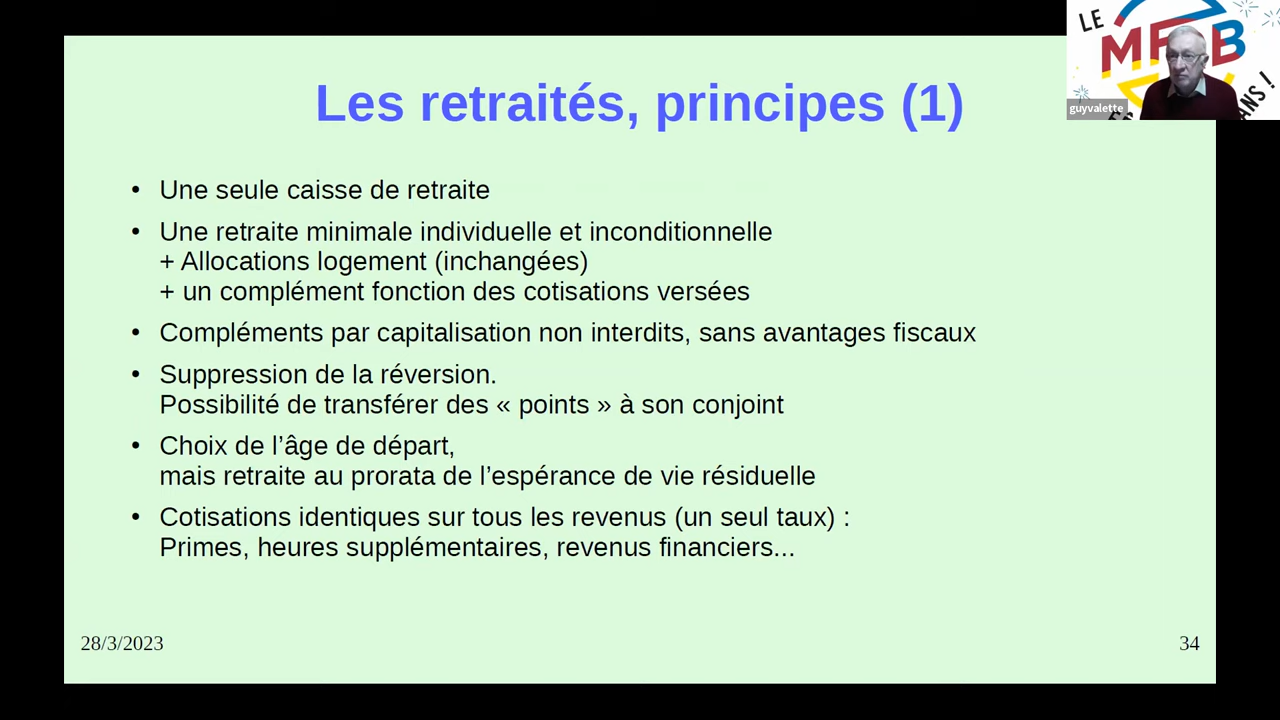 Les retraités, principes (1)
• Une seule caisse de retraite
• Une retraite minimale individuelle et inconditionnelle
+ Allocations logement (inchangées)
+ un complément fonction des cotisations versées
• Compléments par capitalisation non interdits, sans avantages fiscaux
• Suppression de la réversion.
Possibilité de transférer des « points » à son conjoint
• Choix de l’âge de départ,
mais retraite au prorata de l’espérance de vie résiduelle
• Cotisations identiques sur tous les revenus (un seul taux) :
Primes, heures supplémentaires, revenus financiers...
28/3/2023
34
LE
guyvalette
ANS !